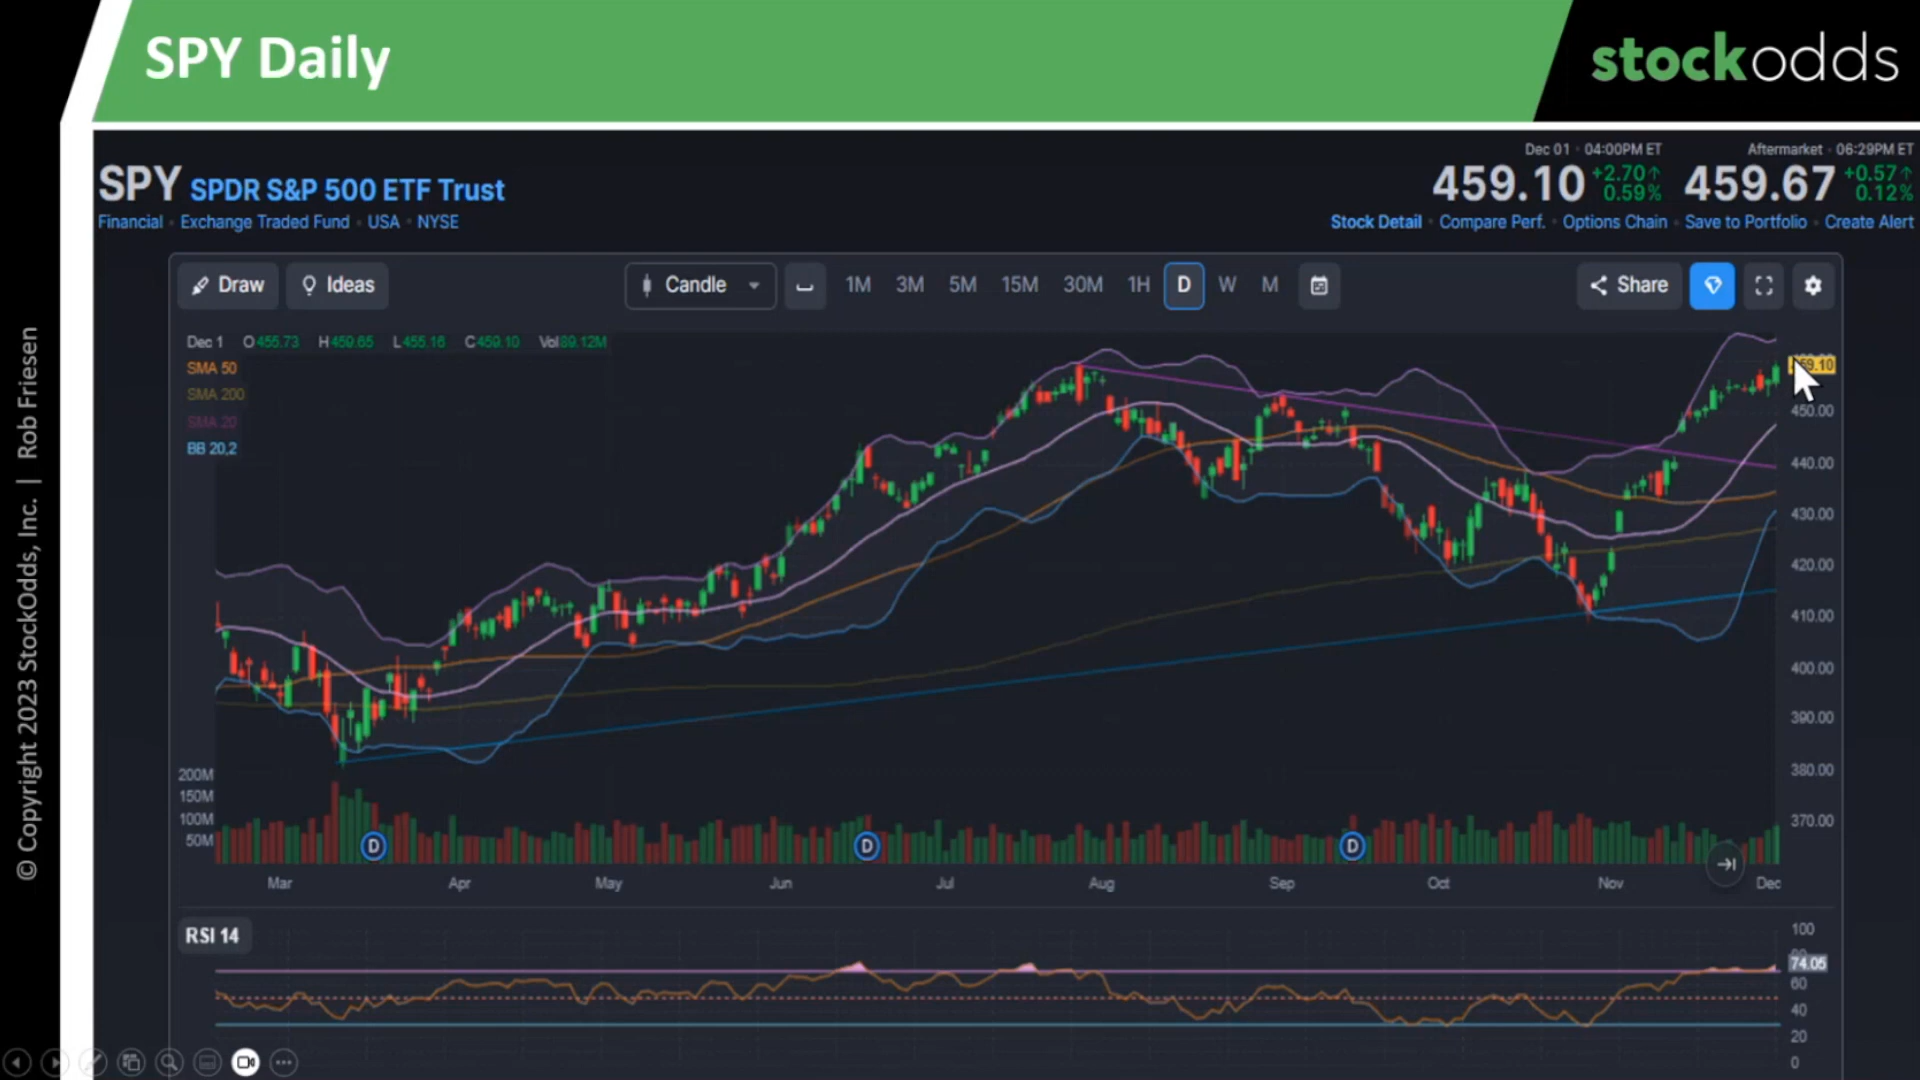 SPY Daily
stockodds
Dec 01 · 04:00PM ET
Aftermarket · 06:29PM ET
SPY SPDR S&P 500 ETF Trust
459.10 +2.70↑ 0.59%
459.67 +0.57↑ 0.12%
Financial • Exchange Traded Fund • USA • NYSE
Stock Detail • Compare Perf. • Options Chain • Save to Portfolio • Create Alert
Draw
Ideas
Candle
1M 3M 5M 15M 30M 1H D W M
Share
Dec 1 O455.73 H459.65 L455.16 C459.10 Vol89.12M
SMA 50
SMA 200
SMA 20
BB 20,2
450.00
440.00
430.00
420.00
410.00
400.00
390.00
380.00
370.00
200M
150M
100M
50M
D D D
Mar Apr May Jun Jul Aug Sep Oct Nov Dec
RSI 14
100
74.05
60
40
20
0
© Copyright 2023 StockOdds, Inc. | Rob Friesen